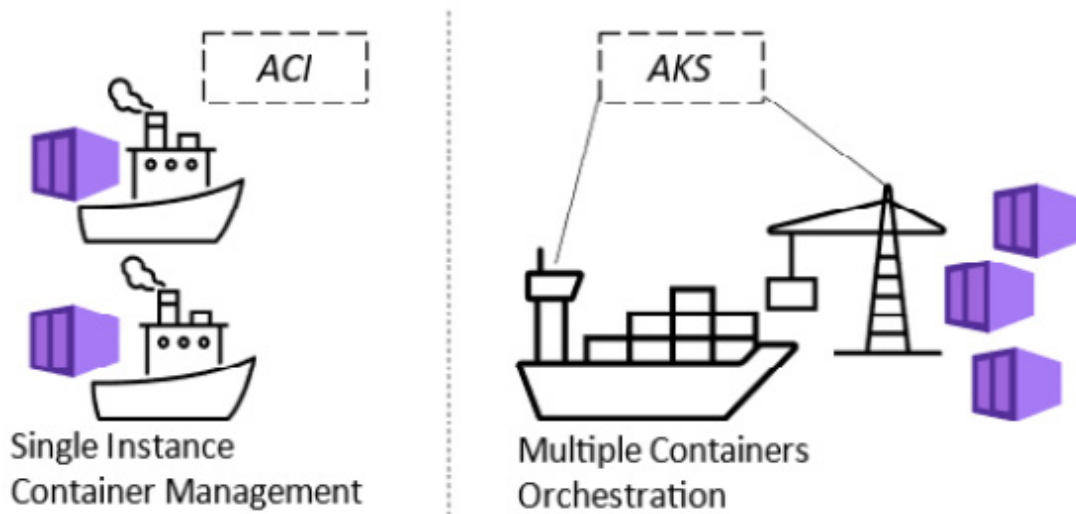 ACI
AKS
Single Instance
Container Management
Multiple Containers
Orchestration